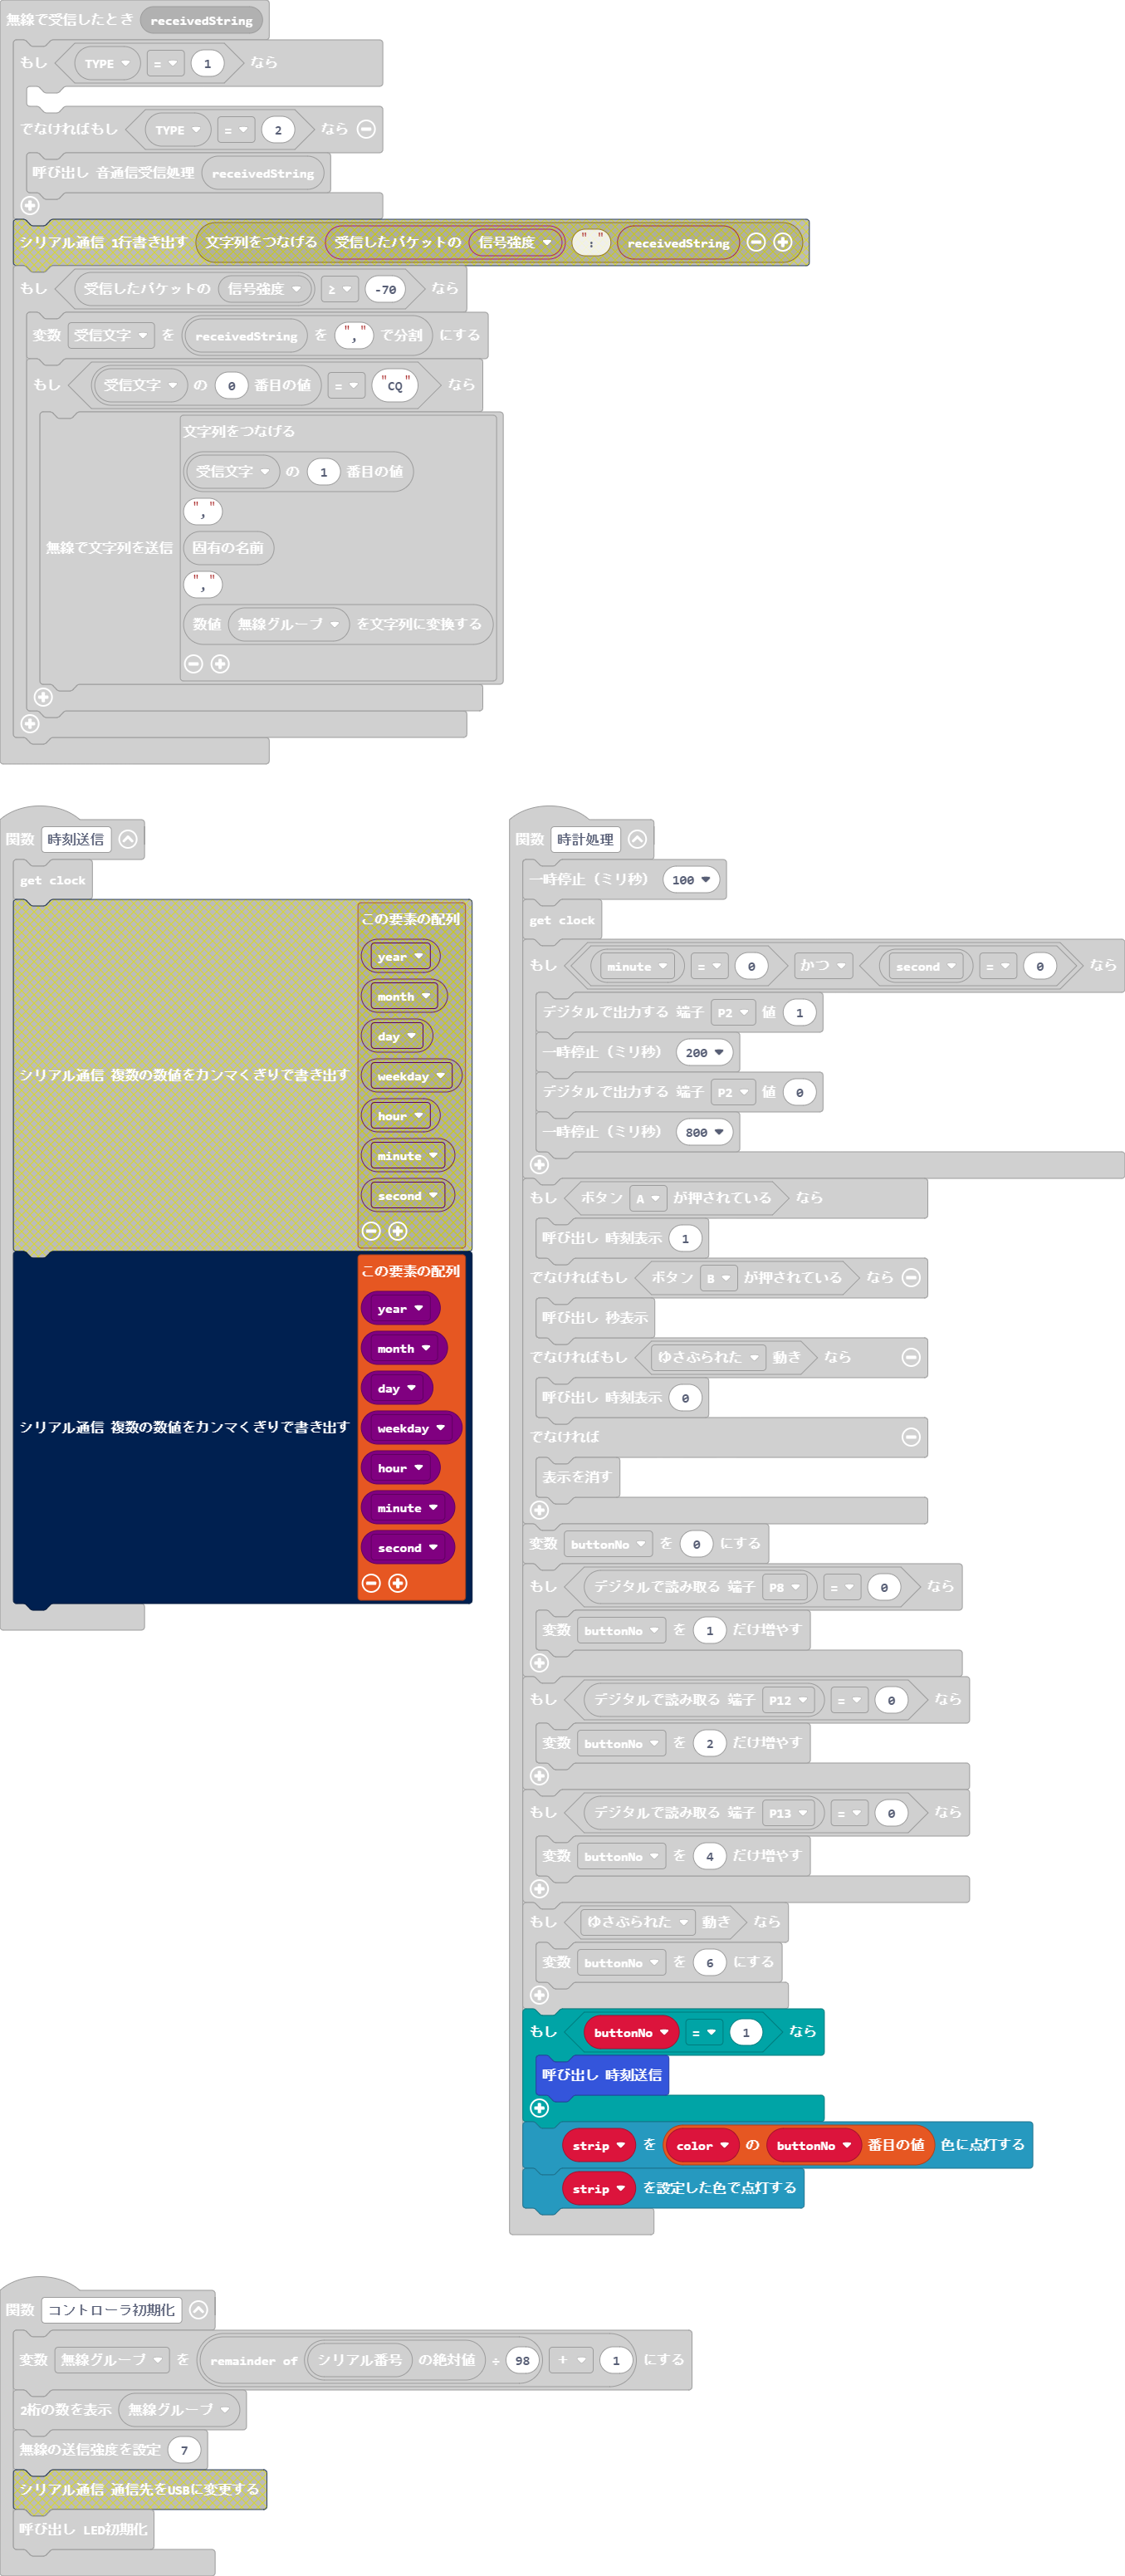 無線で受信したとき receivedString
もし TYPE = 1 なら
でなければもし TYPE = 2 なら
呼び出し 音通信受信処理 receivedString
シリアル通信 1行書き出す 文字列をつなげる 受信したパケットの 信号強度 ":" receivedString
もし 受信したパケットの 信号強度 ≥ -70 なら
変数 受信文字 を receivedString を "," で分割 にする
もし 受信文字 の 0 番目の値 = "CQ" なら
無線で文字列を送信 文字列をつなげる
受信文字 の 1 番目の値
","
固有の名前
","
数値 無線グループ を文字列に変換する
関数 時刻送信
get clock
シリアル通信 複数の数値をカンマくぎりで書き出す この要素の配列
year
month
day
weekday
hour
minute
second
シリアル通信 複数の数値をカンマくぎりで書き出す この要素の配列
year
month
day
weekday
hour
minute
second
関数 時計処理
一時停止（ミリ秒） 100
get clock
もし minute = 0 かつ second = 0 なら
デジタルで出力する 端子 P2 値 1
一時停止（ミリ秒） 200
デジタルで出力する 端子 P2 値 0
一時停止（ミリ秒） 800
もし ボタン A が押されている なら
呼び出し 時刻表示 1
でなければもし ボタン B が押されている なら
呼び出し 秒表示
でなければもし ゆさぶられた 動き なら
呼び出し 時刻表示 0
でなければ
表示を消す
変数 buttonNo を 0 にする
もし デジタルで読み取る 端子 P8 = 0 なら
変数 buttonNo を 1 だけ増やす
もし デジタルで読み取る 端子 P12 = 0 なら
変数 buttonNo を 2 だけ増やす
もし デジタルで読み取る 端子 P13 = 0 なら
変数 buttonNo を 4 だけ増やす
もし ゆさぶられた 動き なら
変数 buttonNo を 6 にする
もし buttonNo = 1 なら
呼び出し 時刻送信
strip を color の buttonNo 番目の値 色に点灯する
strip を設定した色で点灯する
関数 コントローラ初期化
変数 無線グループ を remainder of シリアル番号 の絶対値 ÷ 98 + 1 にする
2桁の数を表示 無線グループ
無線の送信強度を設定 7
シリアル通信 通信先をUSBに変更する
呼び出し LED初期化